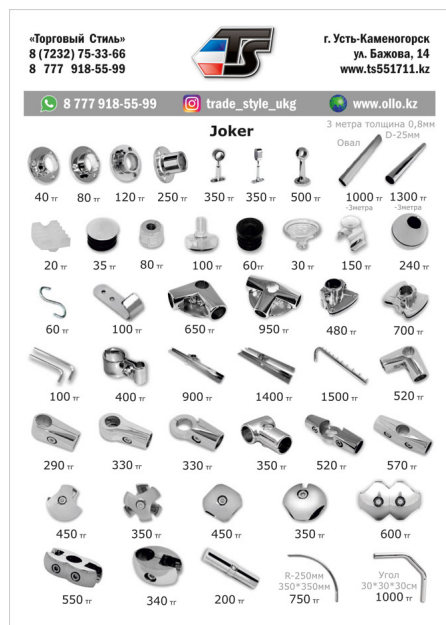 «Торговый Стиль»
8 (7232) 75-33-66
8 777 918-55-99
TS
г. Усть-Каменогорск
ул. Бажова, 14
www.ts551711.kz
8 777 918-55-99
trade_style_ukg
www.ollo.kz
Joker
3 метра толщина 0,8мм
Овал
D-25мм
40 тг
80 тг
120 тг
250 тг
350 тг
350 тг
500 тг
1000 тг
-3метра
1300 тг
-3метра
20 тг
35 тг
80 тг
100 тг
60тг
30 тг
150 тг
240 тг
60 тг
100 тг
650 тг
950 тг
480 тг
700 тг
100 тг
400 тг
900 тг
1400 тг
1500 тг
520 тг
290 тг
330 тг
330 тг
350 тг
520 тг
570 тг
450 тг
350 тг
450 тг
350 тг
600 тг
550 тг
340 тг
200 тг
R-250мм
350*350мм
750 тг
Угол
30*30*30см
1000 тг